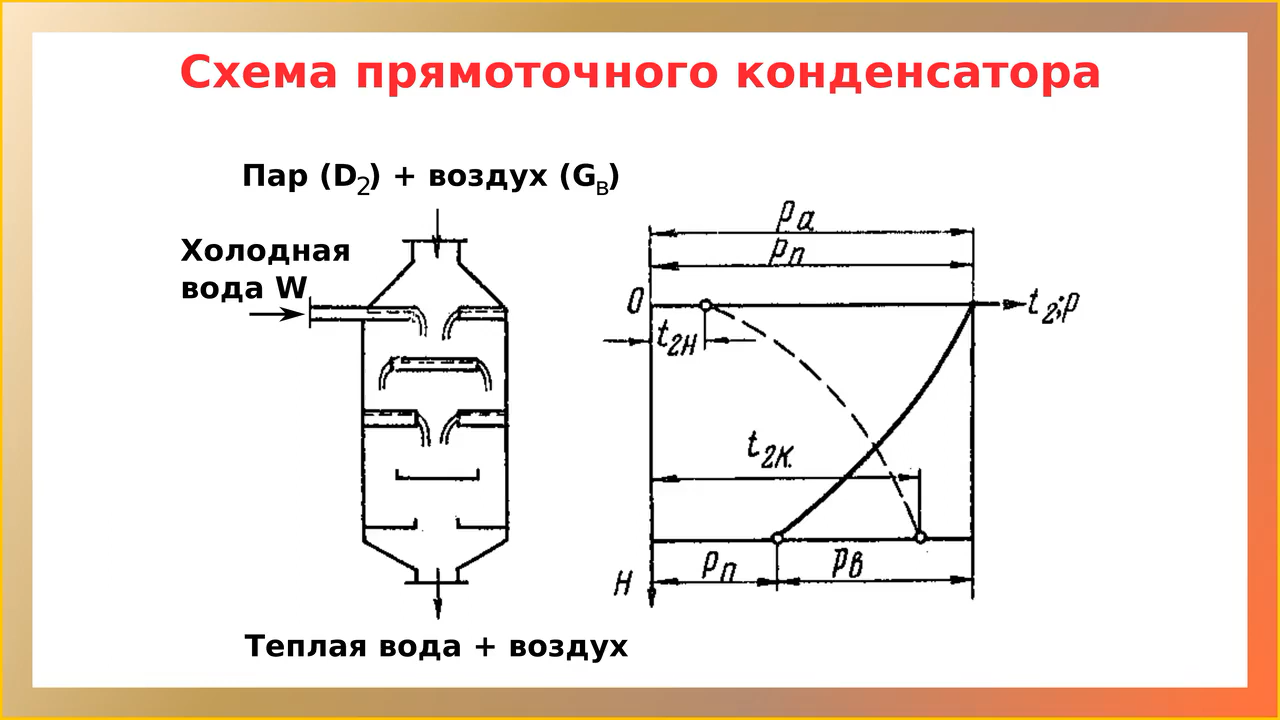 Схема прямоточного конденсатора
Пар (D2) + воздух (Gв)
Холодная
вода W
Pa
Pп
0
t2;P
t2н
t2к
Pп
Pв
H
Теплая вода + воздух